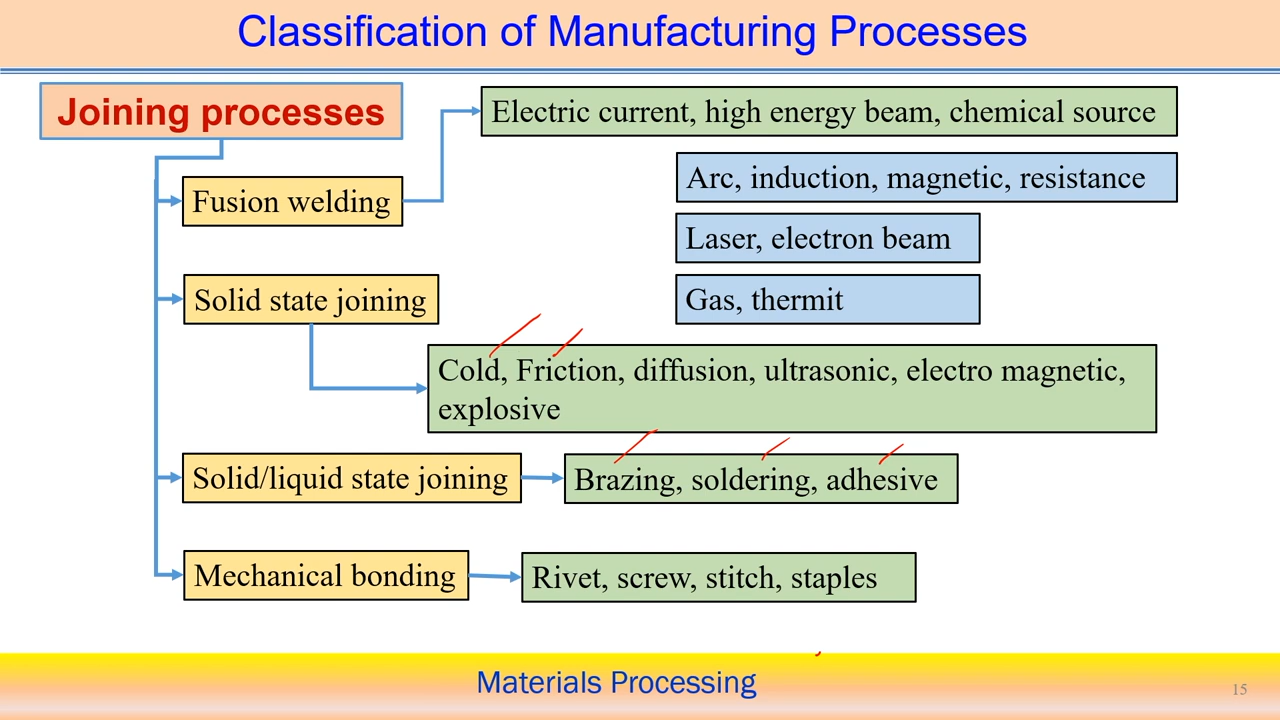 Classification of Manufacturing Processes
Joining processes
Electric current, high energy beam, chemical source
Arc, induction, magnetic, resistance
Fusion welding
Laser, electron beam
Solid state joining
Gas, thermit
Cold, Friction, diffusion, ultrasonic, electro magnetic,
explosive
Solid/liquid state joining
Brazing, soldering, adhesive
Mechanical bonding
Rivet, screw, stitch, staples
Materials Processing
15